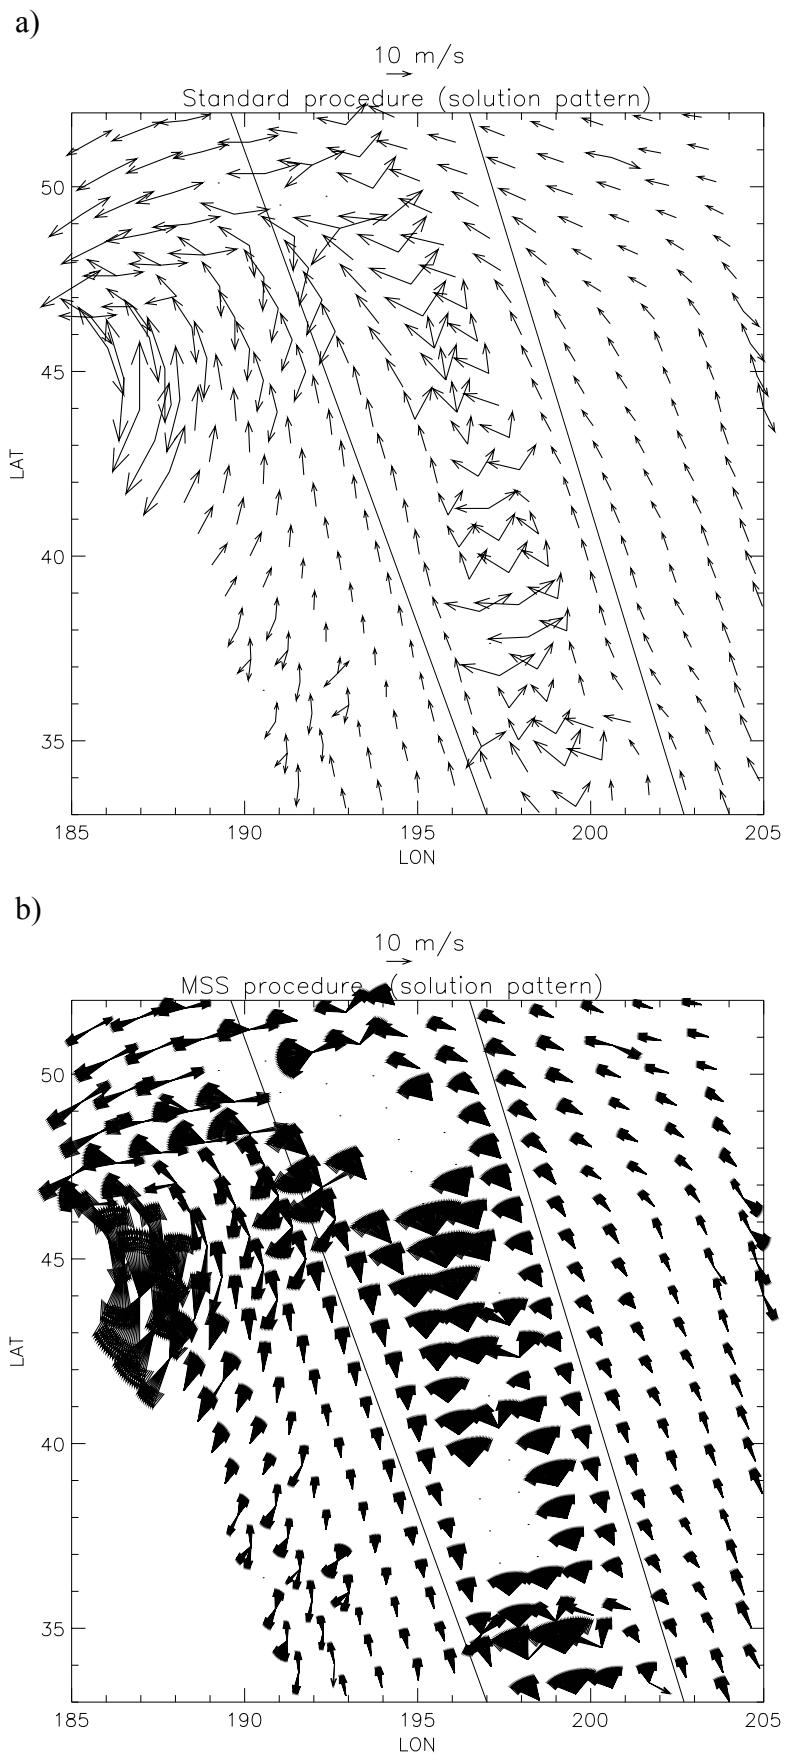 a)
10 m/s
Standard procedure (solution pattern)
50
45
LAT
40
35
185 190 195 200 205
LON
b)
10 m/s
MSS procedure (solution pattern)
50
45
LAT
40
35
185 190 195 200 205
LON